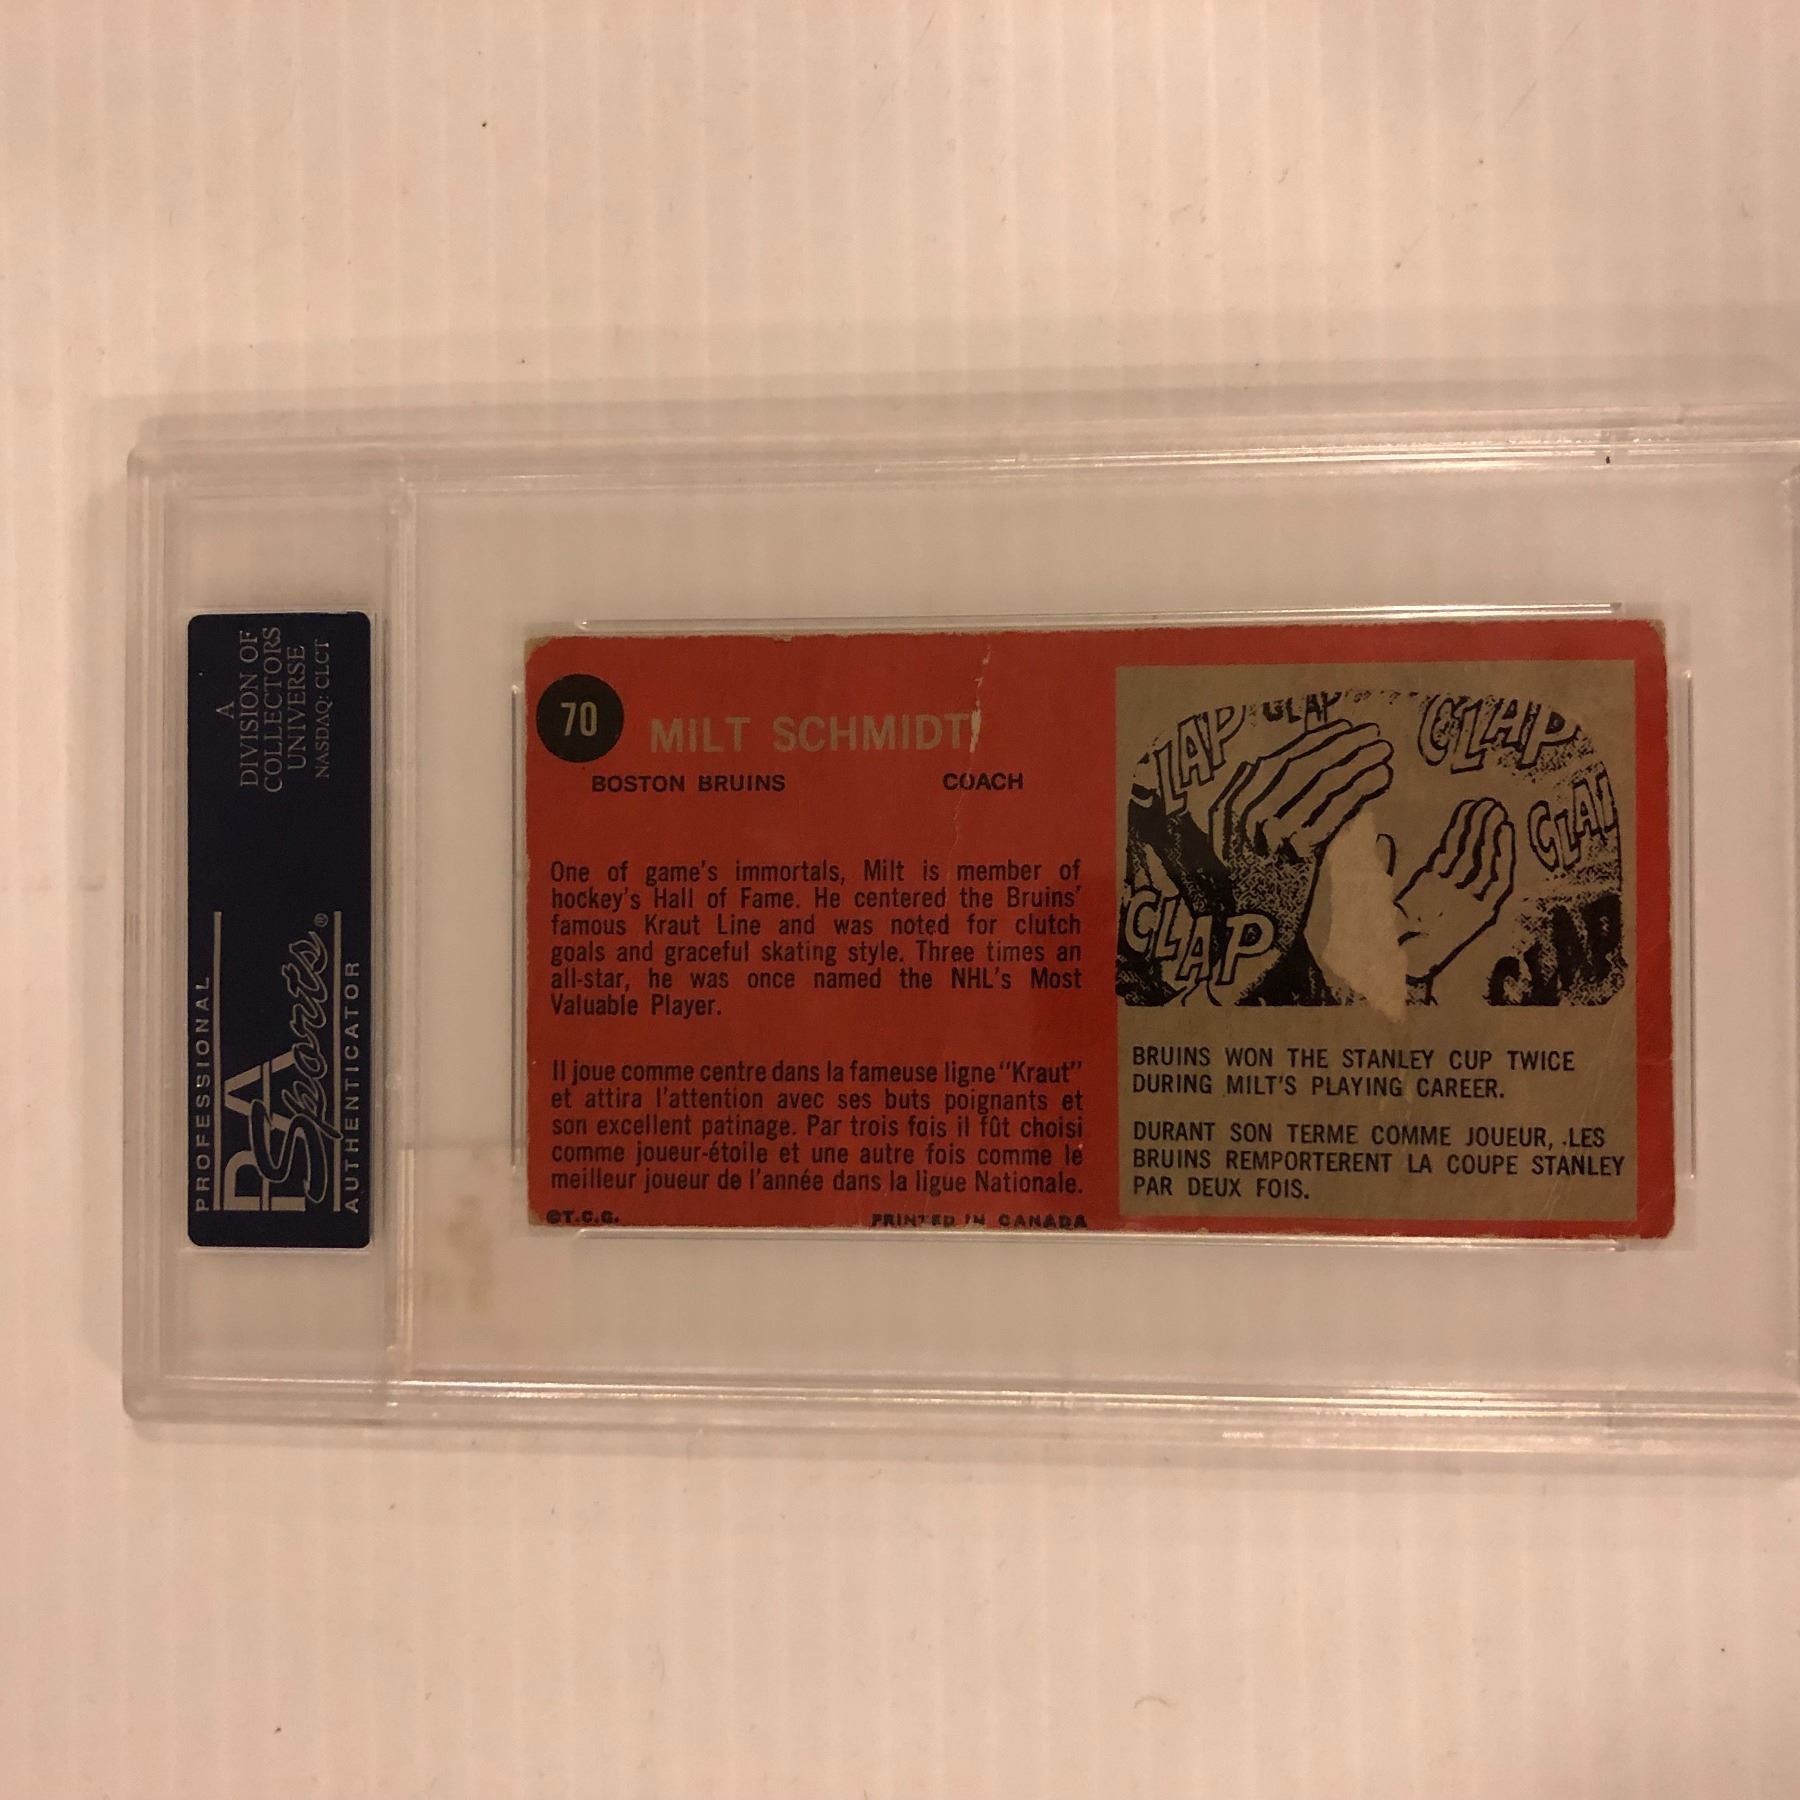 A
DIVISION OF
COLLECTORS
UNIVERSE
NASDAQ: CLCT
PROFESSIONAL
PSA
Sports®
AUTHENTICATOR
70
MILT SCHMIDT
BOSTON BRUINS COACH
One of game's immortals, Milt is member of
hockey's Hall of Fame. He centered the Bruins'
famous Kraut Line and was noted for clutch
goals and graceful skating style. Three times an
all-star, he was once named the NHL's Most
Valuable Player.
Il joue comme centre dans la fameuse ligne "Kraut"
et attira l'attention avec ses buts poignants et
son excellent patinage. Par trois fois il fût choisi
comme joueur-étoile et une autre fois comme le
meilleur joueur de l'année dans la ligue Nationale.
©T.C.G. PRINTED IN CANADA
CLAP
CLAP
CLAP
CLAP
CLAP
CLAP
BRUINS WON THE STANLEY CUP TWICE
DURING MILT'S PLAYING CAREER.
DURANT SON TERME COMME JOUEUR, LES
BRUINS REMPORTERENT LA COUPE STANLEY
PAR DEUX FOIS.